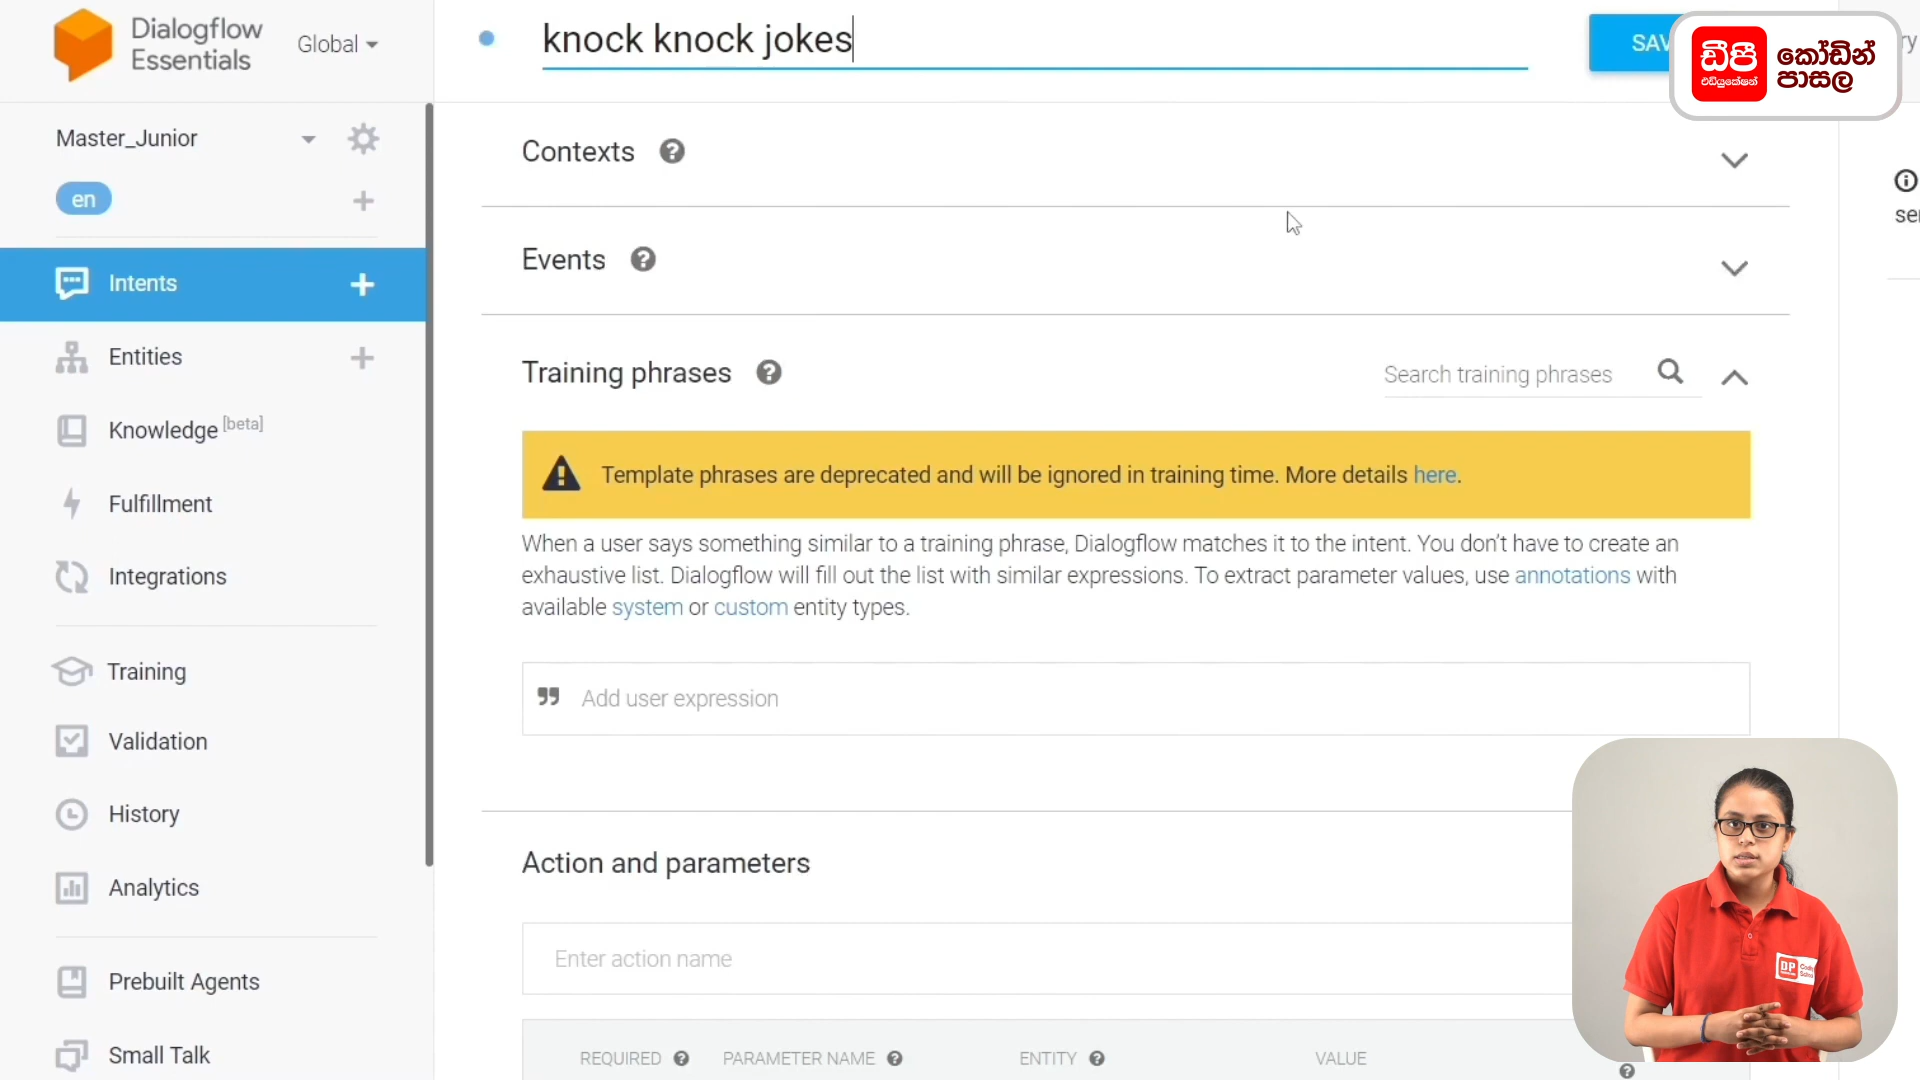 Dialogflow
Essentials
Global
knock knock jokes
ඩීපී
එඩියුකේෂන්
කෝඩින්
පාසල
Master_Junior
en
Contexts
Events
Intents
Entities
Knowledge [beta]
Fulfillment
Integrations
Training
Validation
History
Analytics
Prebuilt Agents
Small Talk
Training phrases
Search training phrases
Template phrases are deprecated and will be ignored in training time. More details here.
When a user says something similar to a training phrase, Dialogflow matches it to the intent. You don’t have to create an
exhaustive list. Dialogflow will fill out the list with similar expressions. To extract parameter values, use annotations with
available system or custom entity types.
Add user expression
Action and parameters
Enter action name
REQUIRED PARAMETER NAME ENTITY VALUE
DP